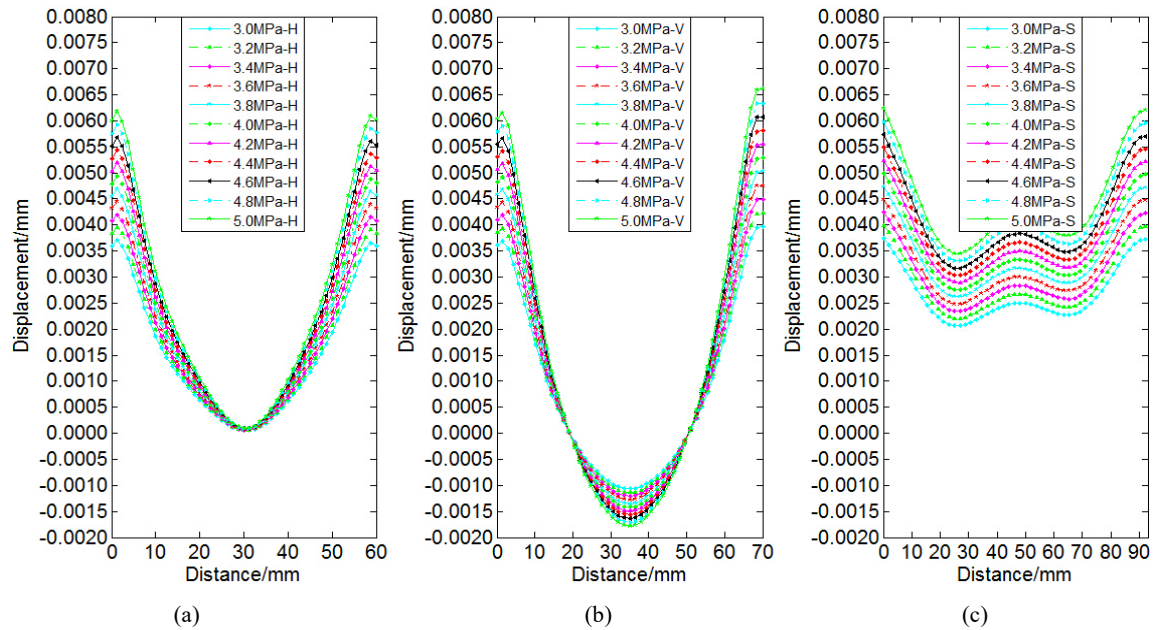 0.0080
0.0075
0.0070
0.0065
0.0060
0.0055
0.0050
0.0045
0.0040
0.0035
0.0030
0.0025
0.0020
0.0015
0.0010
0.0005
0.0000
-0.0005
-0.0010
-0.0015
-0.0020
Displacement/mm
3.0MPa-H
3.2MPa-H
3.4MPa-H
3.6MPa-H
3.8MPa-H
4.0MPa-H
4.2MPa-H
4.4MPa-H
4.6MPa-H
4.8MPa-H
5.0MPa-H
0 10 20 30 40 50 60
Distance/mm
(a)
0.0080
0.0075
0.0070
0.0065
0.0060
0.0055
0.0050
0.0045
0.0040
0.0035
0.0030
0.0025
0.0020
0.0015
0.0010
0.0005
0.0000
-0.0005
-0.0010
-0.0015
-0.0020
Displacement/mm
3.0MPa-V
3.2MPa-V
3.4MPa-V
3.6MPa-V
3.8MPa-V
4.0MPa-V
4.2MPa-V
4.4MPa-V
4.6MPa-V
4.8MPa-V
5.0MPa-V
0 10 20 30 40 50 60 70
Distance/mm
(b)
0.0080
0.0075
0.0070
0.0065
0.0060
0.0055
0.0050
0.0045
0.0040
0.0035
0.0030
0.0025
0.0020
0.0015
0.0010
0.0005
0.0000
-0.0005
-0.0010
-0.0015
-0.0020
Displacement/mm
3.0MPa-S
3.2MPa-S
3.4MPa-S
3.6MPa-S
3.8MPa-S
4.0MPa-S
4.2MPa-S
4.4MPa-S
4.6MPa-S
4.8MPa-S
5.0MPa-S
0 10 20 30 40 50 60 70 80 90
Distance/mm
(c)